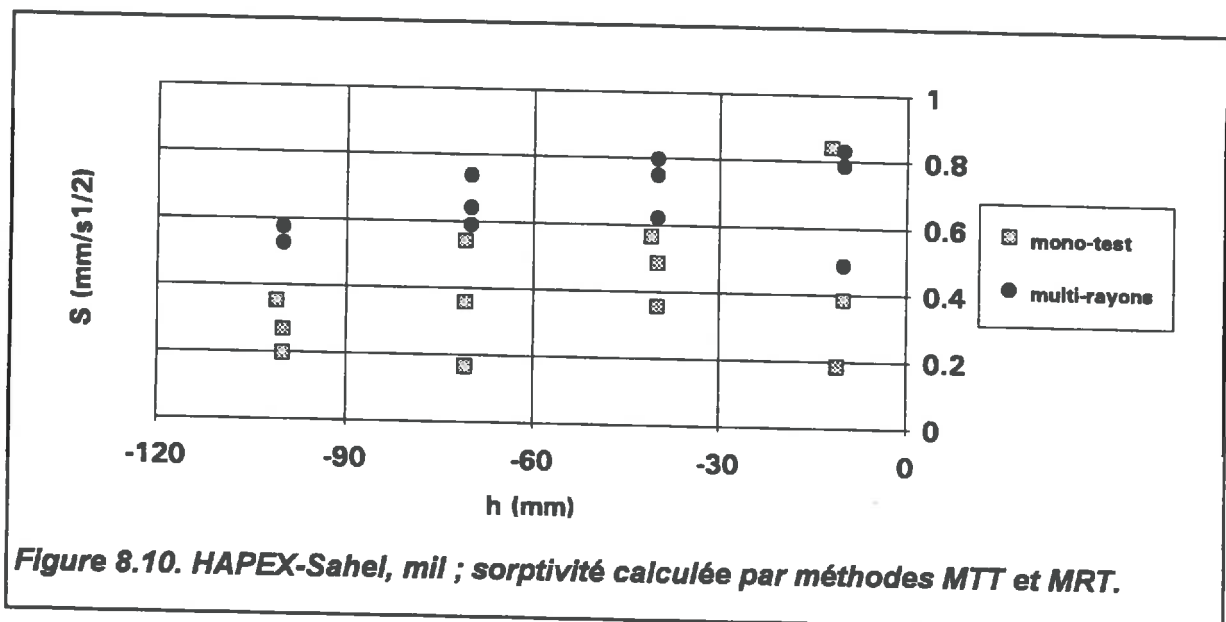 1
0.8
0.6
0.4
0.2
0
-120
-90
-60
-30
0
S (mm/s1/2)
h (mm)
mono-test
multi-rayons
Figure 8.10. HAPEX-Sahel, mil ; sorptivité calculée par méthodes MTT et MRT.